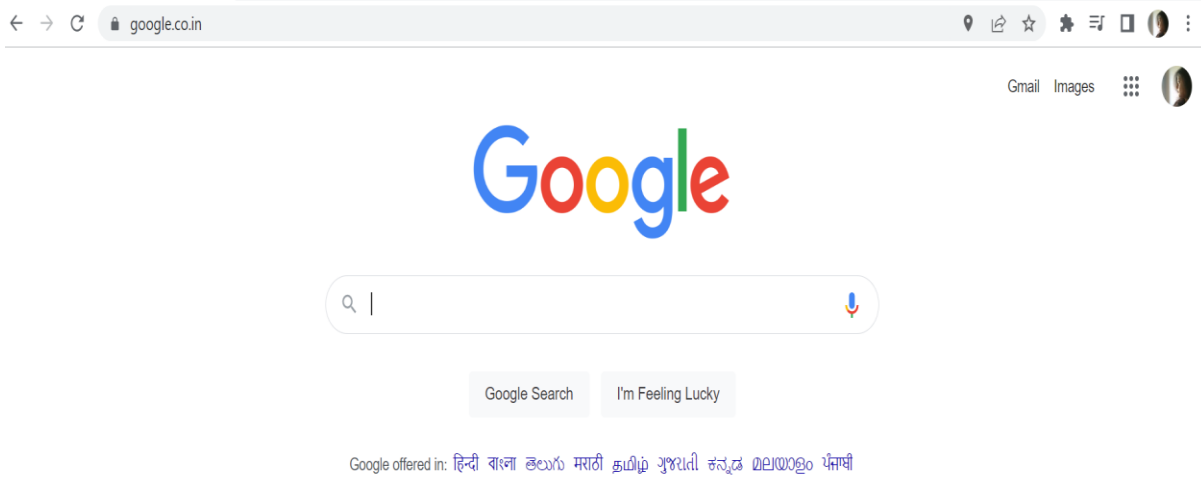 google.co.in
Gmail Images
Google
Google Search I'm Feeling Lucky
Google offered in: हिन्दी বাংলা తెలుగు मराठी தமிழ் ગુજરાતી ಕನ್ನಡ മലയാളം ਪੰਜਾਬੀ